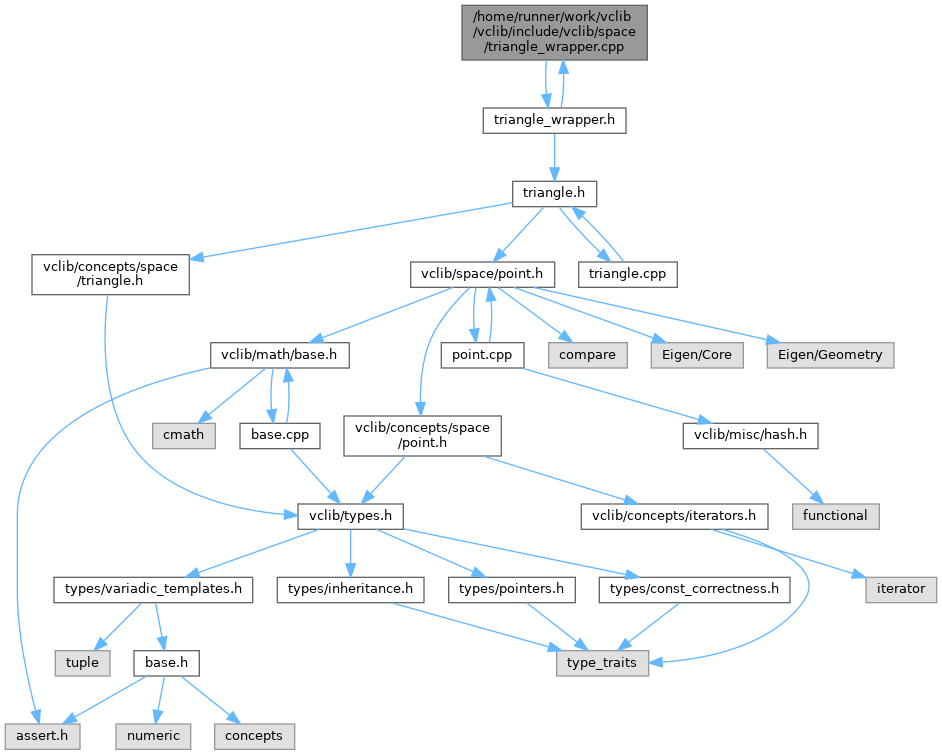 /home/runner/work/vclib
/vclib/include/vclib/space
/triangle_wrapper.cpp
triangle_wrapper.h
triangle.h
vclib/concepts/space
/triangle.h
vclib/space/point.h
triangle.cpp
vclib/math/base.h
point.cpp
compare
Eigen/Core
Eigen/Geometry
cmath
base.cpp
vclib/concepts/space
/point.h
vclib/misc/hash.h
vclib/types.h
vclib/concepts/iterators.h
functional
types/variadic_templates.h
types/inheritance.h
types/pointers.h
types/const_correctness.h
iterator
tuple
base.h
type_traits
assert.h
numeric
concepts